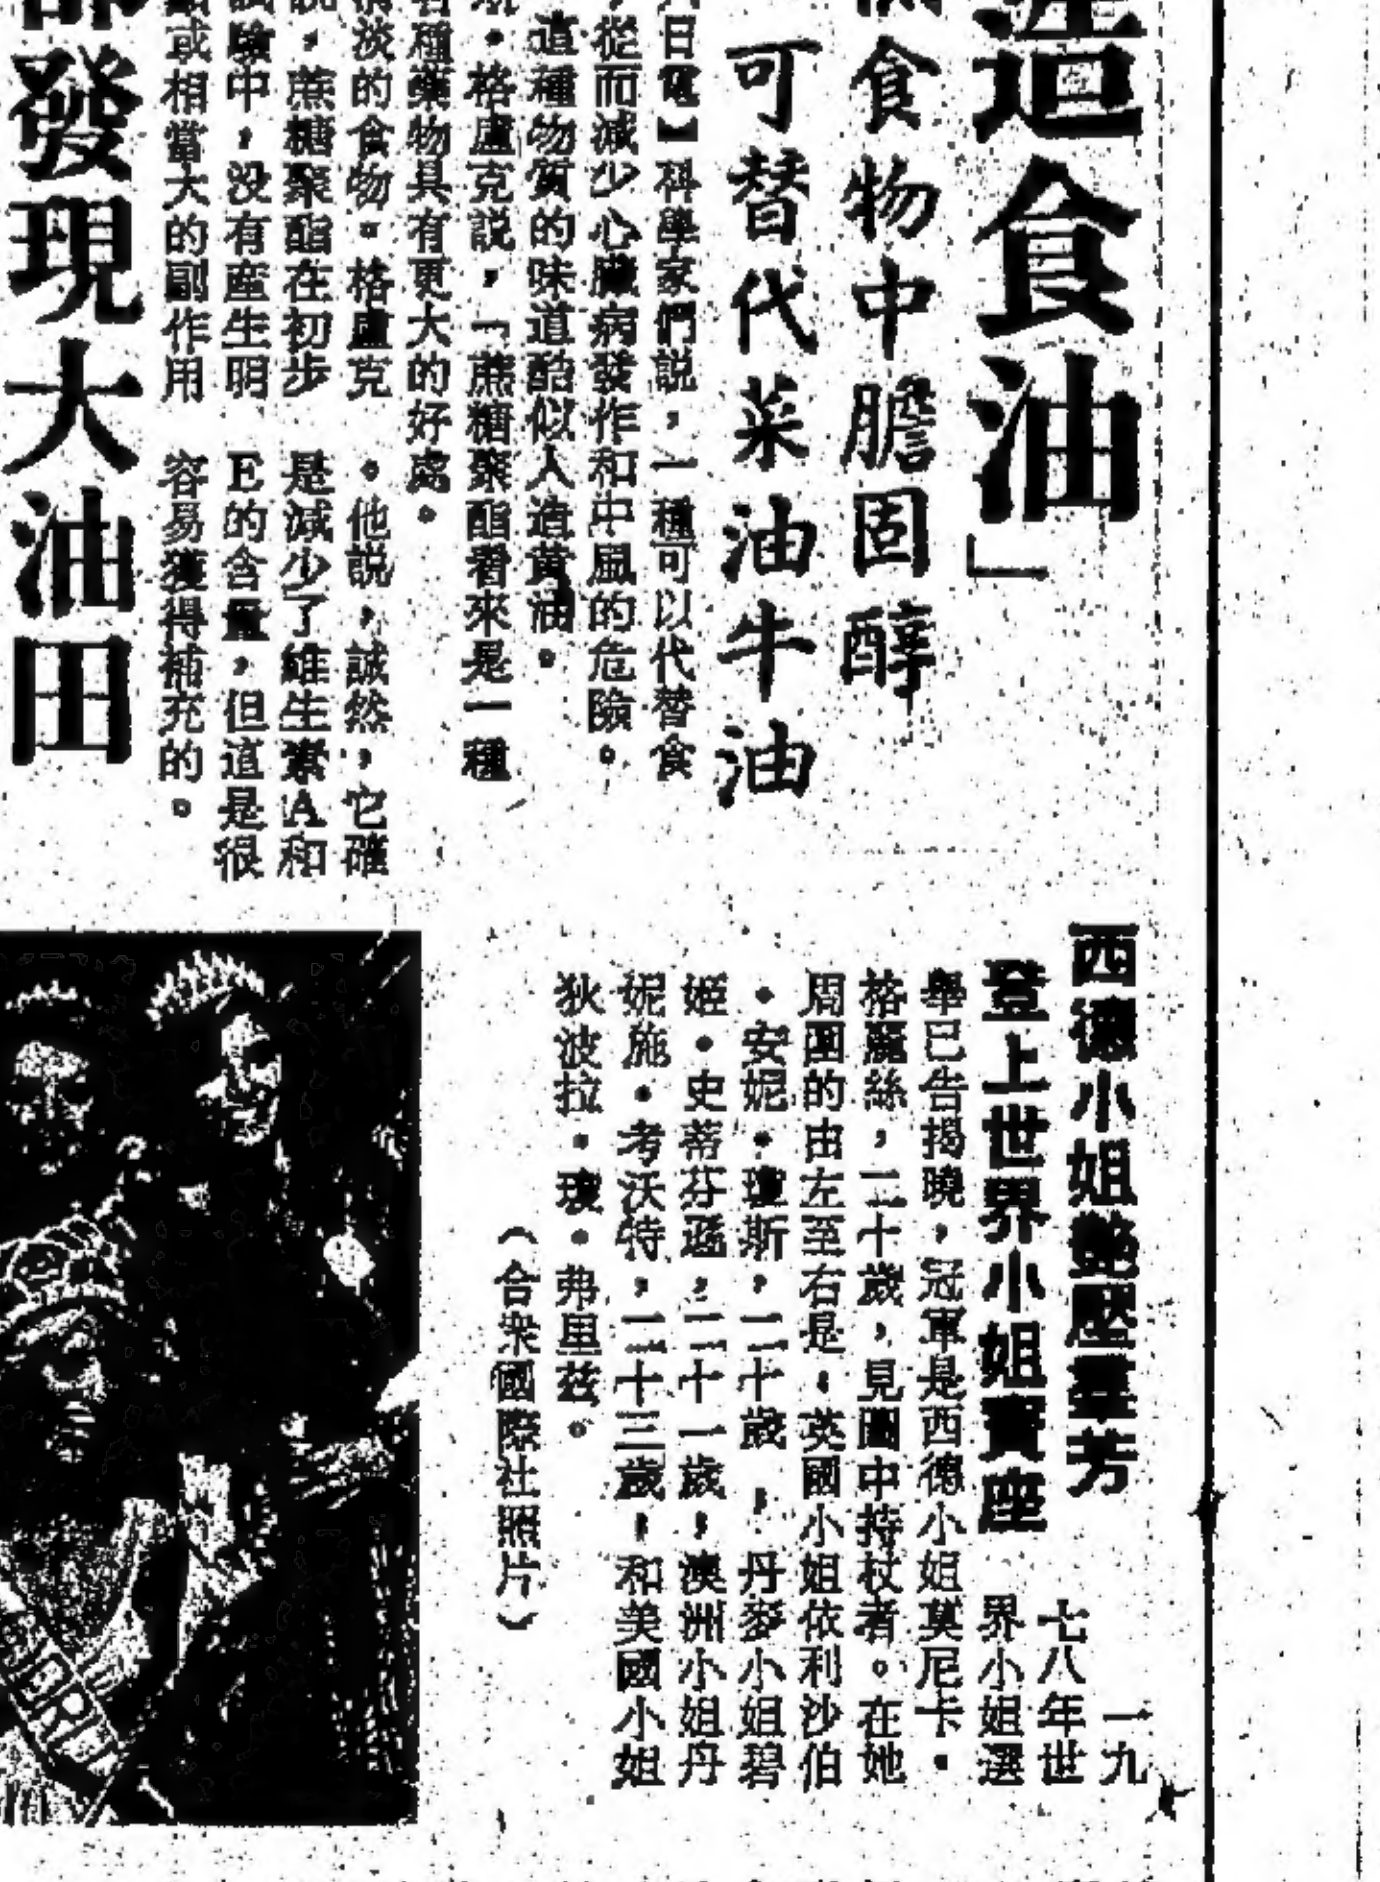 造食油」
食物中膽固醇
可替代菜油牛油
日電】科學家們説，一種可以代替食
從而減少心臟病發作和中風的危險。
這種物質的味道酷似人造黃油。
・格盧克説，「蔗糖聚酯看來是一種
藥物具有更大的好處。
淡的食物。格盧克
説，蔗糖聚酯在初步
驗中，没有産生明
或相當大的副作用
。他説，誠然，它確
是減少了維生素A和
E的含量，但這是很
容易獲得補充的。
發現大油田
西德小姐艷壓羣芳
登上世界小姐寶座
一九
七八年世
界小姐選
舉已告揭曉，冠軍是西德小姐莫尼卡・
格麗絲，二十歲，見圖中持杖者。在她
周圍的由左至右是：英國小姐依利沙伯
・安妮・瓊斯，二十歲，丹麥小姐碧
姬・史蒂芬遜，二十一歲，澳洲小姐丹
妮施・考沃特，二十三歲，和美國小姐
狄波拉・瓊・弗里兹。
（合衆國際社照片）